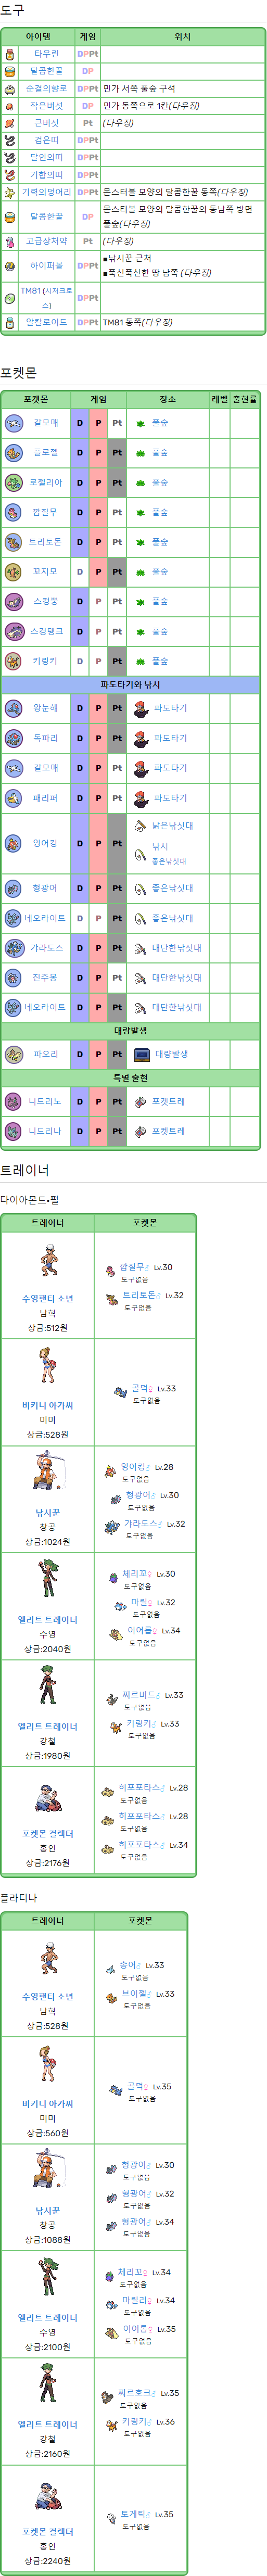 도구
아이템 게임 위치
타우린 DPPt
달콤한꿀 DP
순결의향로 DPPt 민가 서쪽 풀숲 구석
작은버섯 DP 민가 동쪽으로 1칸(다우징)
큰버섯 Pt (다우징)
검은띠 DPPt
달인의띠 DPPt
기합의띠 DPPt
기력의덩어리 DPPt 몬스터볼 모양의 달콤한꿀 동쪽(다우징)
달콤한꿀 DP 몬스터볼 모양의 달콤한꿀의 동남쪽 방면
풀숲(다우징)
고급상처약 Pt (다우징)
하이퍼볼 DPPt ■낚시꾼 근처
■푹신푹신한 땅 남쪽 (다우징)
TM81 (시저크로
스) DPPt
알칼로이드 DPPt TM81 동쪽(다우징)
포켓몬
포켓몬 게임 장소 레벨 출현률
갈모매 D P Pt 풀숲
플로젤 D P Pt 풀숲
로젤리아 D P Pt 풀숲
깝질무 D P Pt 풀숲
트리토돈 D P Pt 풀숲
꼬지모 D P Pt 풀숲
스컹뿡 D P Pt 풀숲
스컹탱크 D P Pt 풀숲
키링키 D P Pt 풀숲
파도타기와 낚시
왕눈해 D P Pt 파도타기
독파리 D P Pt 파도타기
갈모매 D P Pt 파도타기
패리퍼 D P Pt 파도타기
잉어킹 D P Pt 낡은낚싯대
낚시
좋은낚싯대
형광어 D P Pt 좋은낚싯대
네오라이트 D P Pt 좋은낚싯대
갸라도스 D P Pt 대단한낚싯대
진주몽 D P Pt 대단한낚싯대
네오라이트 D P Pt 대단한낚싯대
대량발생
파오리 D P Pt 대량발생
특별 출현
니드리노 D P Pt 포켓트레
니드리나 D P Pt 포켓트레
트레이너
다이아몬드•펄
트레이너 포켓몬
수영팬티 소년
남혁
상금:512원
깝질무♂ Lv.30
도구없음
트리토돈♂ Lv.32
도구없음
비키니 아가씨
미미
상금:528원
골덕♀ Lv.33
도구없음
낚시꾼
창공
상금:1024원
잉어킹♂ Lv.28
도구없음
형광어♂ Lv.30
도구없음
갸라도스♂ Lv.32
도구없음
엘리트 트레이너
수영
상금:2040원
체리꼬♀ Lv.30
도구없음
마릴♀ Lv.32
도구없음
이어롭♀ Lv.34
도구없음
엘리트 트레이너
강철
상금:1980원
찌르버드♂ Lv.33
도구없음
키링키♂ Lv.33
도구없음
포켓몬 컬렉터
홍인
상금:2176원
히포포타스♂ Lv.28
도구없음
히포포타스♂ Lv.28
도구없음
히포포타스♂ Lv.34
도구없음
플라티나
트레이너 포켓몬
수영팬티 소년
남혁
상금:528원
총어♂ Lv.33
도구없음
브이젤♂ Lv.33
도구없음
비키니 아가씨
미미
상금:560원
골덕♀ Lv.35
도구없음
낚시꾼
창공
상금:1088원
형광어♂ Lv.30
도구없음
형광어♂ Lv.32
도구없음
형광어♂ Lv.34
도구없음
엘리트 트레이너
수영
상금:2100원
체리꼬♀ Lv.34
도구없음
마릴리♀ Lv.34
도구없음
이어롭♀ Lv.35
도구없음
엘리트 트레이너
강철
상금:2160원
찌르호크♂ Lv.35
도구없음
키링키♂ Lv.36
도구없음
포켓몬 컬렉터
홍인
상금:2240원
토게틱♂ Lv.35
도구없음